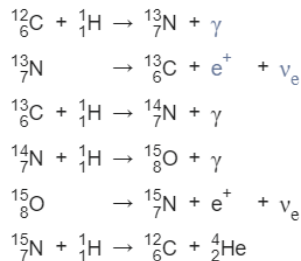 ¹²₆C + ¹₁H → ¹³₇N + γ
¹³₇N → ¹³₆C + e⁺ + νₑ
¹³₆C + ¹₁H → ¹⁴₇N + γ
¹⁴₇N + ¹₁H → ¹⁵₈O + γ
¹⁵₈O → ¹⁵₇N + e⁺ + νₑ
¹⁵₇N + ¹₁H → ¹²₆C + ⁴₂He